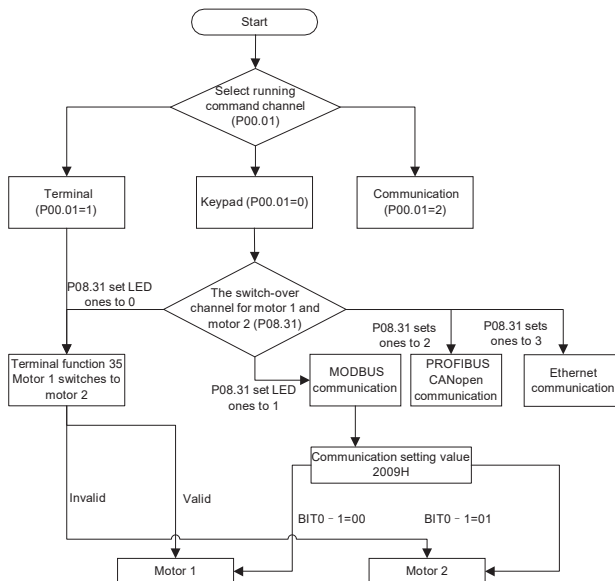 Start
Select running
command channel
(P00.01)
Terminal
(P00.01=1)
Keypad (P00.01=0)
Communication
(P00.01=2)
P08.31 set LED
ones to 0
The switch-over
channel for motor 1 and
motor 2 (P08.31)
P08.31 sets
ones to 2
P08.31 sets
ones to 3
Terminal function 35
Motor 1 switches to
motor 2
P08.31 set LED
ones to 1
MODBUS
communication
PROFIBUS
CANopen
communication
Ethernet
communication
Communication setting value
2009H
Invalid
Valid
BIT0﹣1=00
BIT0﹣1=01
Motor 1
Motor 2